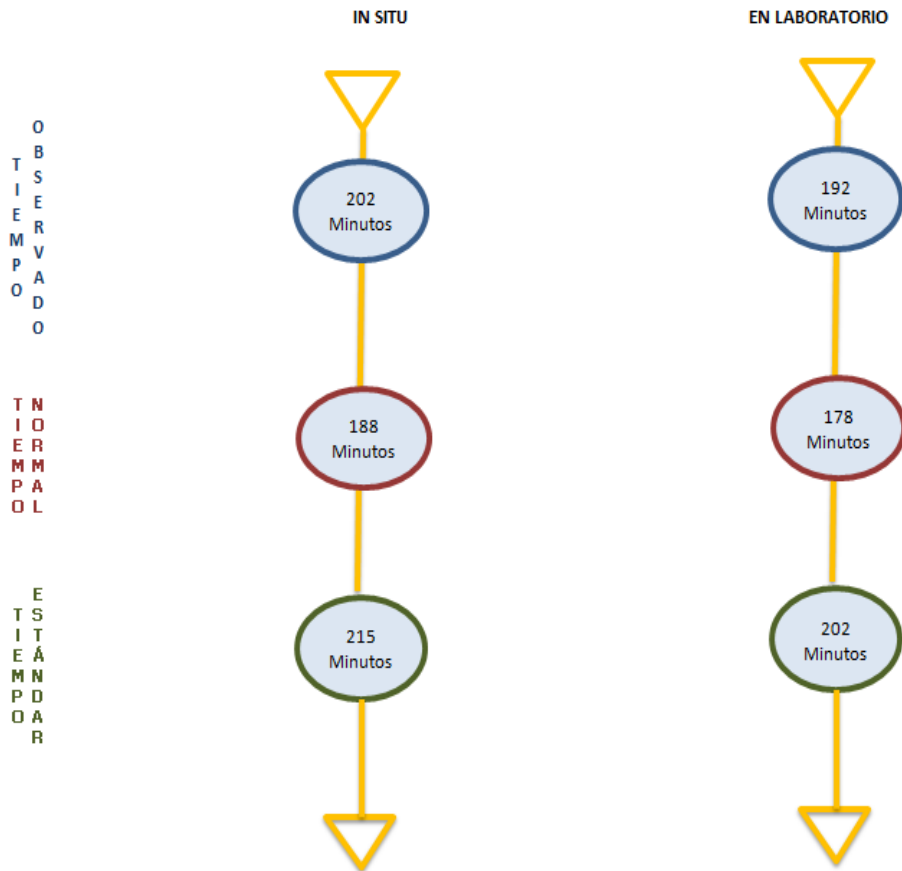 IN SITU
EN LABORATORIO
TIEMPO
OBSERVADO
202
Minutos
192
Minutos
TIEMPO
NORMAL
188
Minutos
178
Minutos
TIEMPO
ESTÁNDAR
215
Minutos
202
Minutos